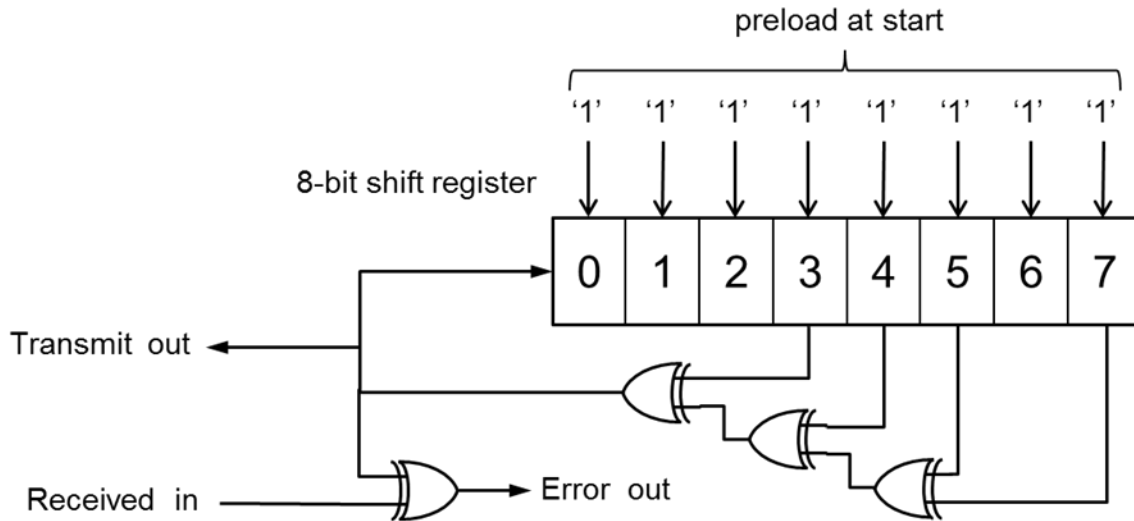 preload at start
‘1’ ‘1’ ‘1’ ‘1’ ‘1’ ‘1’ ‘1’ ‘1’
8-bit shift register
0 1 2 3 4 5 6 7
Transmit out
Received in
Error out